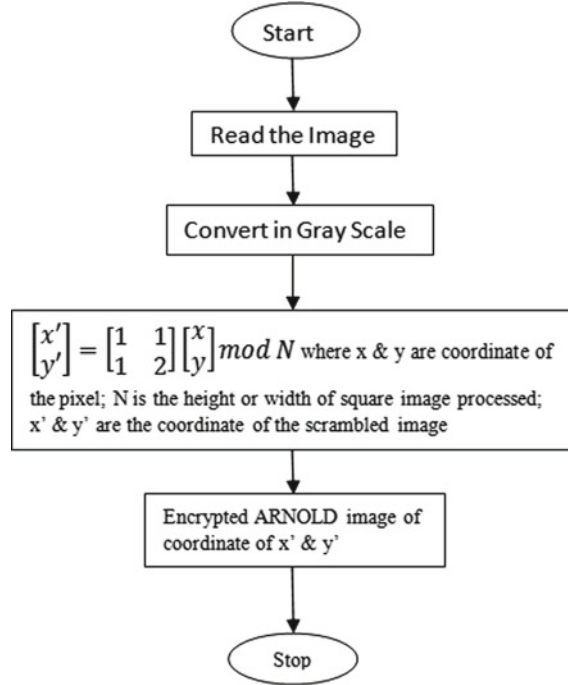 Start
Read the Image
Convert in Gray Scale
[x′ y′] = [1 1 1 2] [x y] mod N where x & y are coordinate of
the pixel; N is the height or width of square image processed;
x’ & y’ are the coordinate of the scrambled image
Encrypted ARNOLD image of
coordinate of x’ & y’
Stop